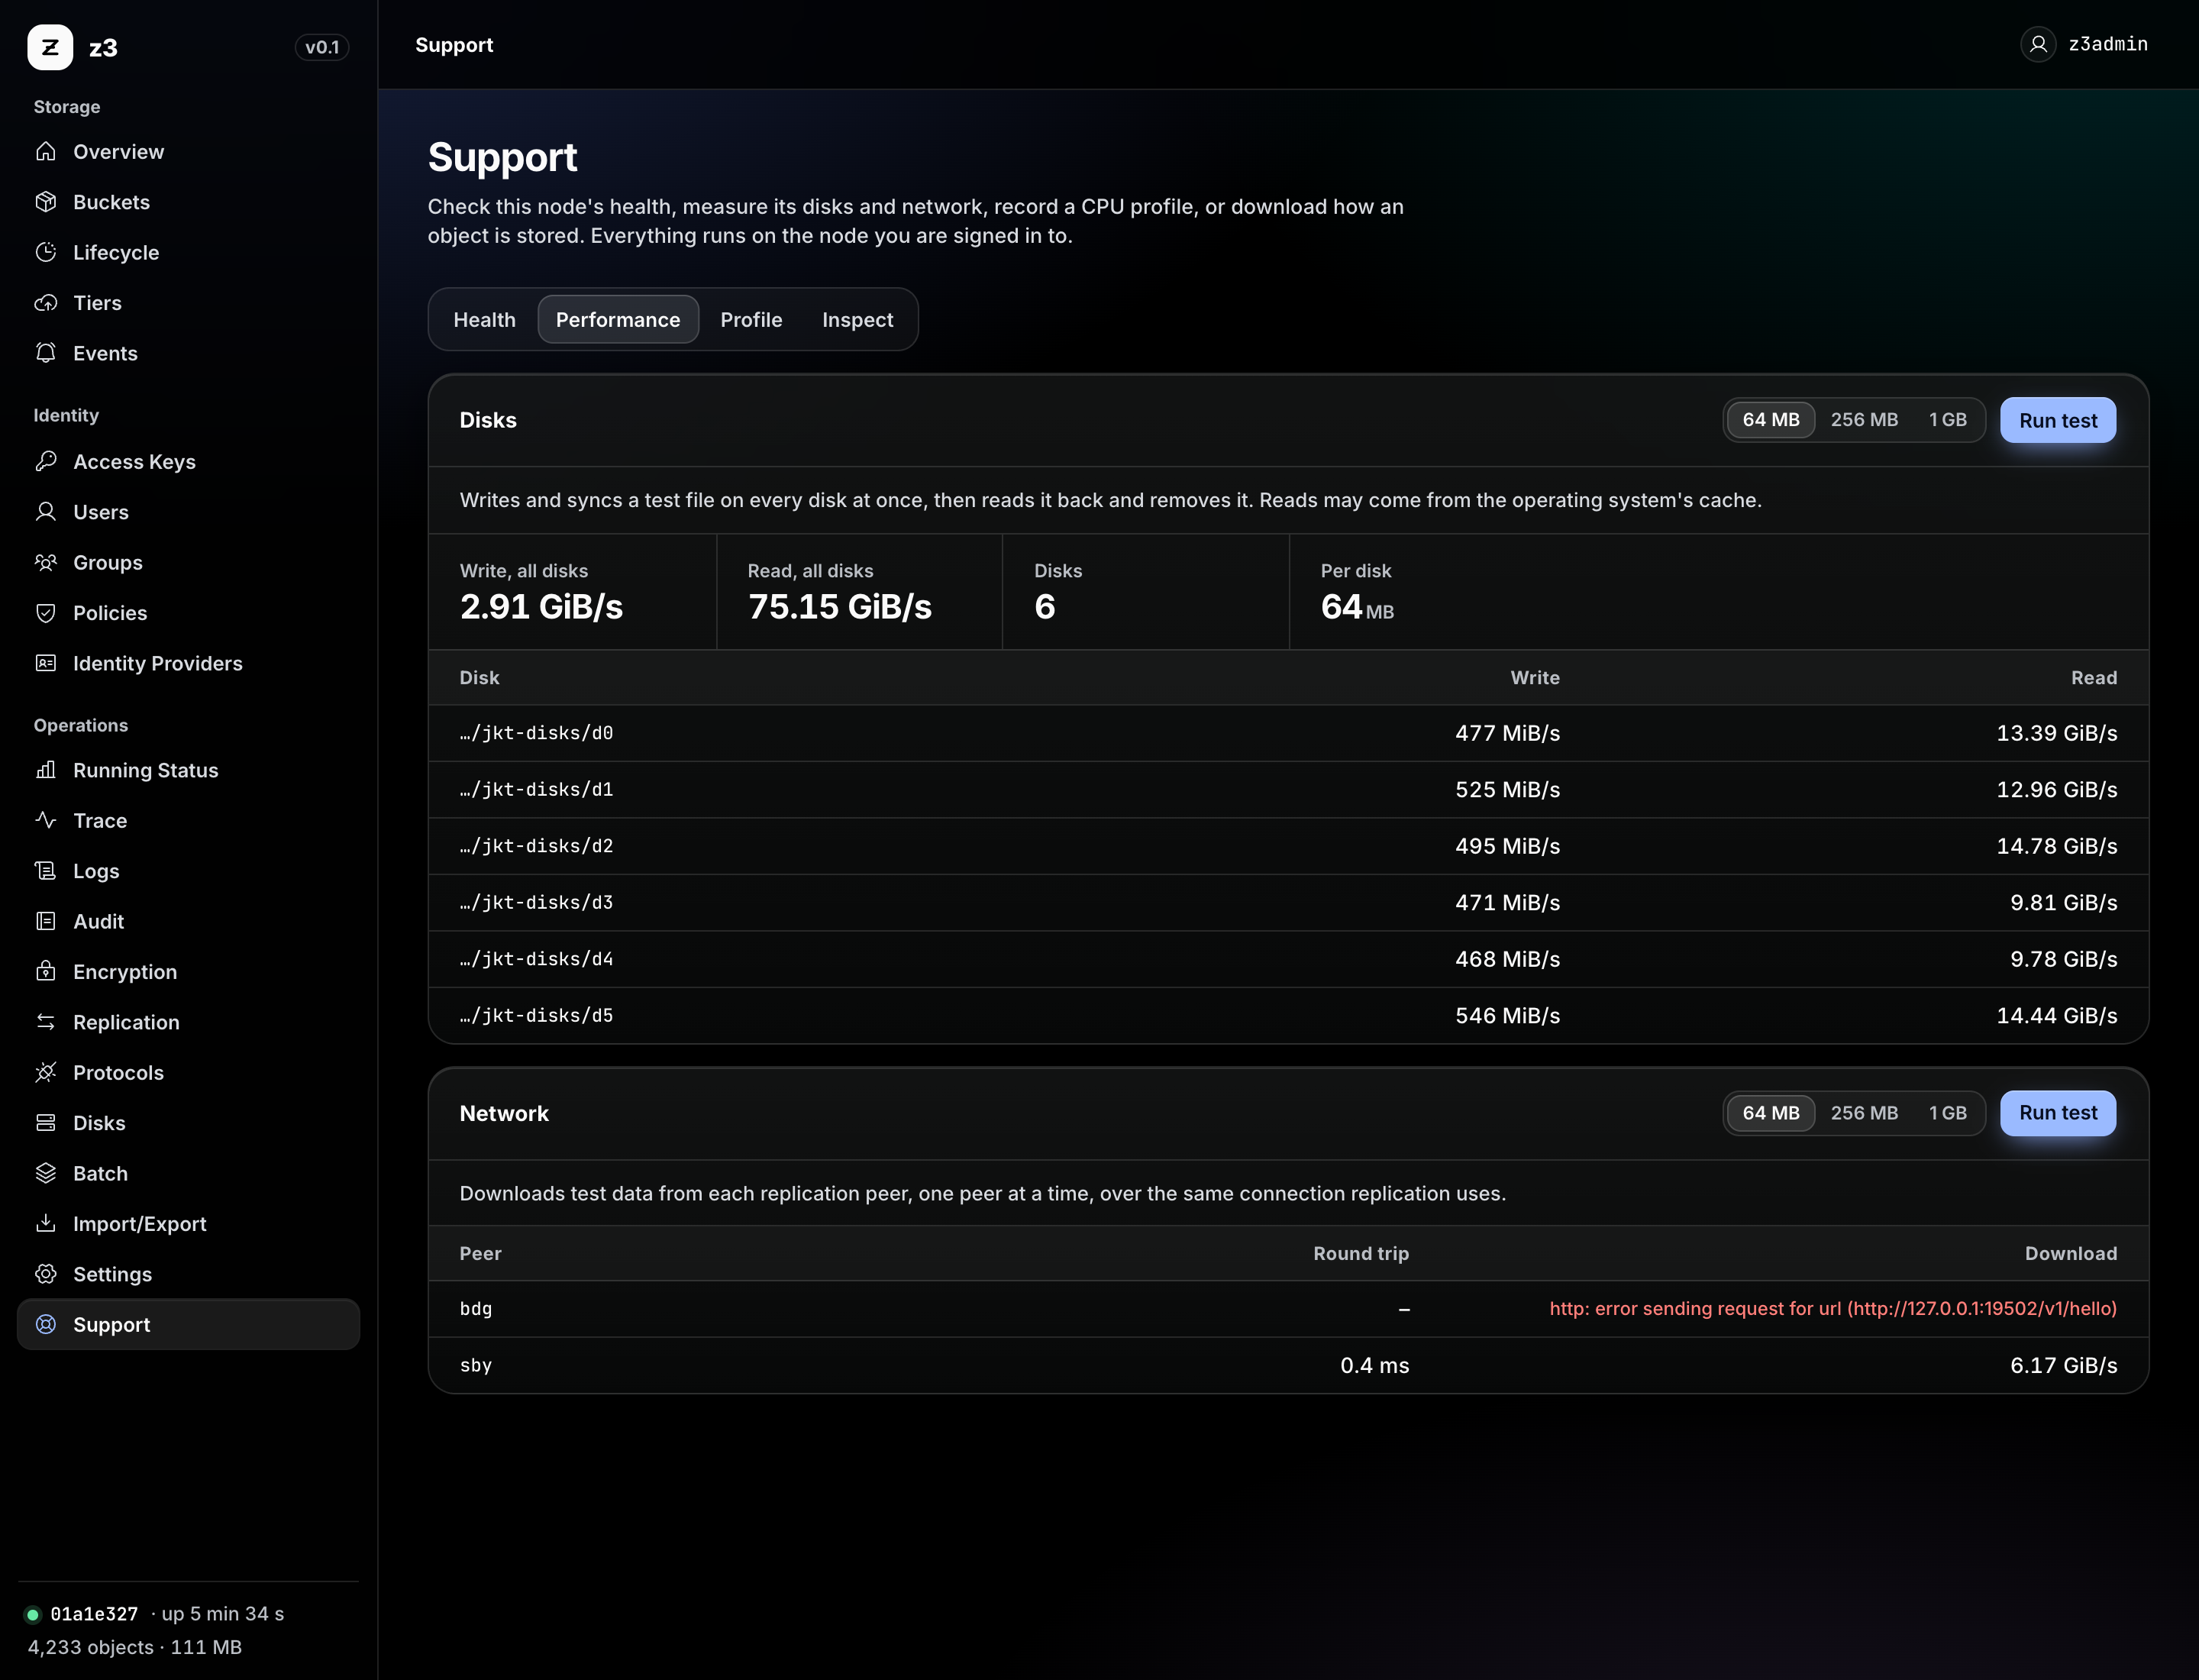 z3
v0.1
Storage
Overview
Buckets
Lifecycle
Tiers
Events
Identity
Access Keys
Users
Groups
Policies
Identity Providers
Operations
Running Status
Trace
Logs
Audit
Encryption
Replication
Protocols
Disks
Batch
Import/Export
Settings
Support
01a1e327 · up 5 min 34 s
4,233 objects · 111 MB
Support
z3admin
Support
Check this node's health, measure its disks and network, record a CPU profile, or download how an
object is stored. Everything runs on the node you are signed in to.
Health Performance Profile Inspect
Disks
64 MB 256 MB 1 GB Run test
Writes and syncs a test file on every disk at once, then reads it back and removes it. Reads may come from the operating system's cache.
Write, all disks Read, all disks Disks Per disk
2.91 GiB/s 75.15 GiB/s 6 64 MB
Disk Write Read
…/jkt-disks/d0 477 MiB/s 13.39 GiB/s
…/jkt-disks/d1 525 MiB/s 12.96 GiB/s
…/jkt-disks/d2 495 MiB/s 14.78 GiB/s
…/jkt-disks/d3 471 MiB/s 9.81 GiB/s
…/jkt-disks/d4 468 MiB/s 9.78 GiB/s
…/jkt-disks/d5 546 MiB/s 14.44 GiB/s
Network
64 MB 256 MB 1 GB Run test
Downloads test data from each replication peer, one peer at a time, over the same connection replication uses.
Peer Round trip Download
bdg – http: error sending request for url (http://127.0.0.1:19502/v1/hello)
sby 0.4 ms 6.17 GiB/s